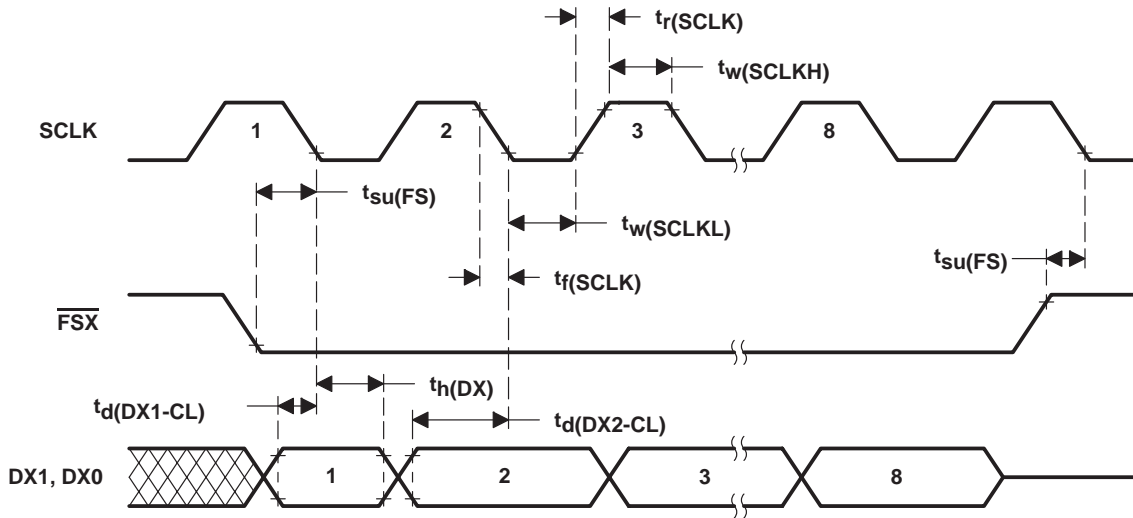 tr(SCLK)
tw(SCLKH)
SCLK
1
2
3
8
tsu(FS)
tw(SCLKL)
tsu(FS)
tf(SCLK)
FSX
th(DX)
td(DX1-CL)
td(DX2-CL)
DX1, DX0
1
2
3
8